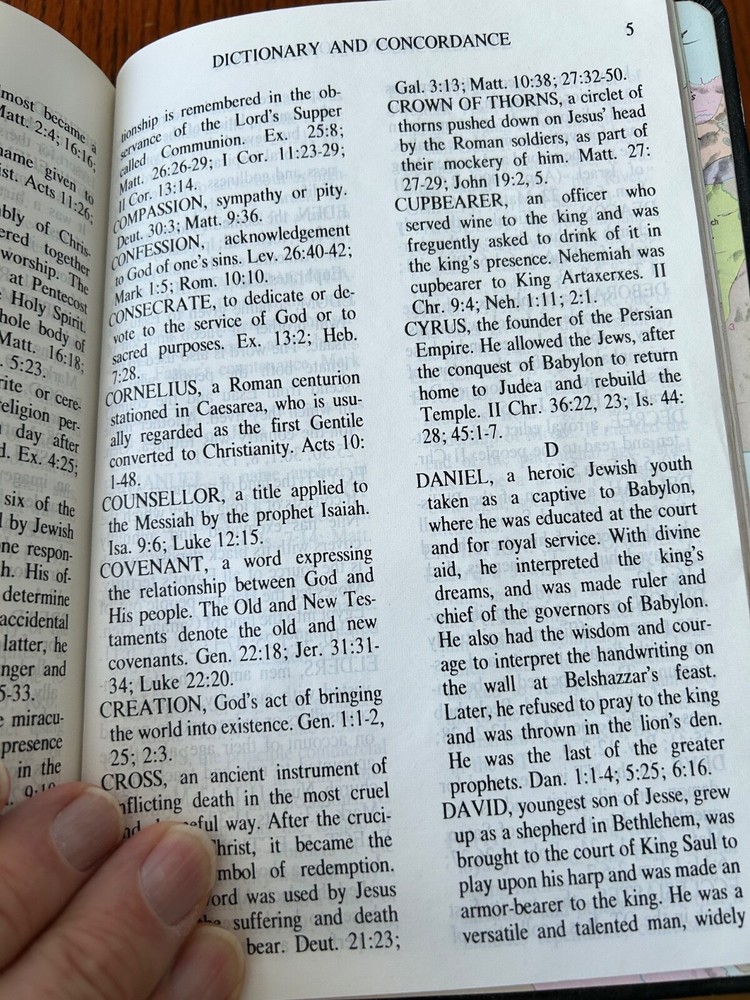 most became a
Matt. 2:4; 16:16;
name given to
ist. Acts 11:26;
bly of Chris-
ered together
worship. The
at Pentecost
Holy Spirit.
hole body of
Matt. 16:18;
. 5:23.
rite or cere-
religion per-
day after
d. Ex. 4:25;
six of the
l by Jewish
ne respon-
h. His of-
determine
accidental
latter, he
nger and
5-33.
e miracu-
presence
in the
DICTIONARY AND CONCORDANCE 5
tionship is remembered in the ob-
servance of the Lord's Supper
called Communion. Ex. 25:8;
Matt. 26:26-29; I Cor. 11:23-29;
II Cor. 13:14.
COMPASSION, sympathy or pity.
Deut. 30:3; Matt. 9:36.
CONFESSION, acknowledgement
to God of one's sins. Lev. 26:40-42;
Mark 1:5; Rom. 10:10.
CONSECRATE, to dedicate or de-
vote to the service of God or to
sacred purposes. Ex. 13:2; Heb.
7:28.
CORNELIUS, a Roman centurion
stationed in Caesarea, who is usu-
ally regarded as the first Gentile
converted to Christianity. Acts 10:
1-48.
COUNSELLOR, a title applied to
the Messiah by the prophet Isaiah.
Isa. 9:6; Luke 12:15.
COVENANT, a word expressing
the relationship between God and
His people. The Old and New Tes-
taments denote the old and new
covenants. Gen. 22:18; Jer. 31:31-
34; Luke 22:20.
CREATION, God's act of bringing
the world into existence. Gen. 1:1-2,
25; 2:3.
CROSS, an ancient instrument of
inflicting death in the most cruel
eful way. After the cruci-
Christ, it became the
mbol of redemption.
ord was used by Jesus
the suffering and death
bear. Deut. 21:23;
Gal. 3:13; Matt. 10:38; 27:32-50.
CROWN OF THORNS, a circlet of
thorns pushed down on Jesus' head
by the Roman soldiers, as part of
their mockery of him. Matt. 27:
27-29; John 19:2, 5.
CUPBEARER, an officer who
served wine to the king and was
freguently asked to drink of it in
the king's presence. Nehemiah was
cupbearer to King Artaxerxes. II
Chr. 9:4; Neh. 1:11; 2:1.
CYRUS, the founder of the Persian
Empire. He allowed the Jews, after
the conquest of Babylon to return
home to Judea and rebuild the
Temple. II Chr. 36:22, 23; Is. 44:
28; 45:1-7.
D
DANIEL, a heroic Jewish youth
taken as a captive to Babylon,
where he was educated at the court
and for royal service. With divine
aid, he interpreted the king's
dreams, and was made ruler and
chief of the governors of Babylon.
He also had the wisdom and cour-
age to interpret the handwriting on
the wall at Belshazzar's feast.
Later, he refused to pray to the king
and was thrown in the lion's den.
He was the last of the greater
prophets. Dan. 1:1-4; 5:25; 6:16.
DAVID, youngest son of Jesse, grew
up as a shepherd in Bethlehem, was
brought to the court of King Saul to
play upon his harp and was made an
armor-bearer to the king. He was a
versatile and talented man, widely